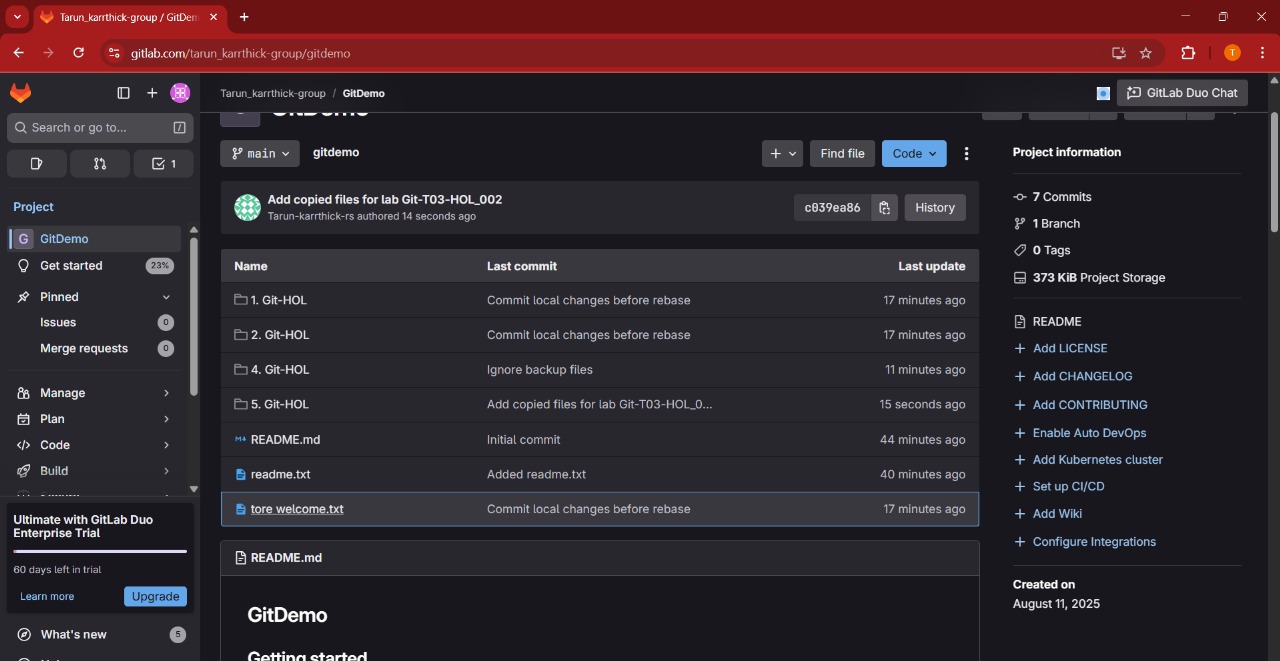 Tarun_karrthick-group / GitDem
gitlab.com/tarun_karrthick-group/gitdemo
T
Tarun_karrthick-group / GitDemo
GitLab Duo Chat
Search or go to...
/
1
GitDemo
main
gitdemo
Find file
Code
Project information
Add copied files for lab Git-T03-HOL_002
Tarun-karrthick-rs authored 14 seconds ago
c039ea86
History
7 Commits
1 Branch
0 Tags
373 KiB Project Storage
Project
G GitDemo
Get started 23%
Pinned
Issues 0
Merge requests 0
Manage
Plan
Code
Build
Name Last commit Last update
1. Git-HOL Commit local changes before rebase 17 minutes ago
2. Git-HOL Commit local changes before rebase 17 minutes ago
4. Git-HOL Ignore backup files 11 minutes ago
5. Git-HOL Add copied files for lab Git-T03-HOL_0... 15 seconds ago
README.md Initial commit 44 minutes ago
readme.txt Added readme.txt 40 minutes ago
tore welcome.txt Commit local changes before rebase 17 minutes ago
README
Add LICENSE
Add CHANGELOG
Add CONTRIBUTING
Enable Auto DevOps
Add Kubernetes cluster
Set up CI/CD
Add Wiki
Configure Integrations
Created on
August 11, 2025
Ultimate with GitLab Duo
Enterprise Trial
60 days left in trial
Learn more Upgrade
What's new 5
README.md
GitDemo
Getting started